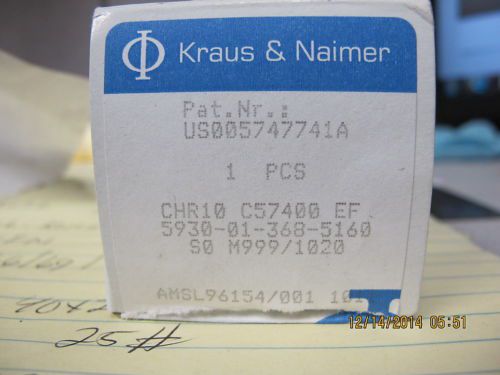 Kraus & Naimer
Pat.Nr.:
US005747741A
1 PCS
CHR10 C57400 EF
5930-01-368-5160
S0 M999/1020
AMSL96154/001
12/14/2014 05:51
25#